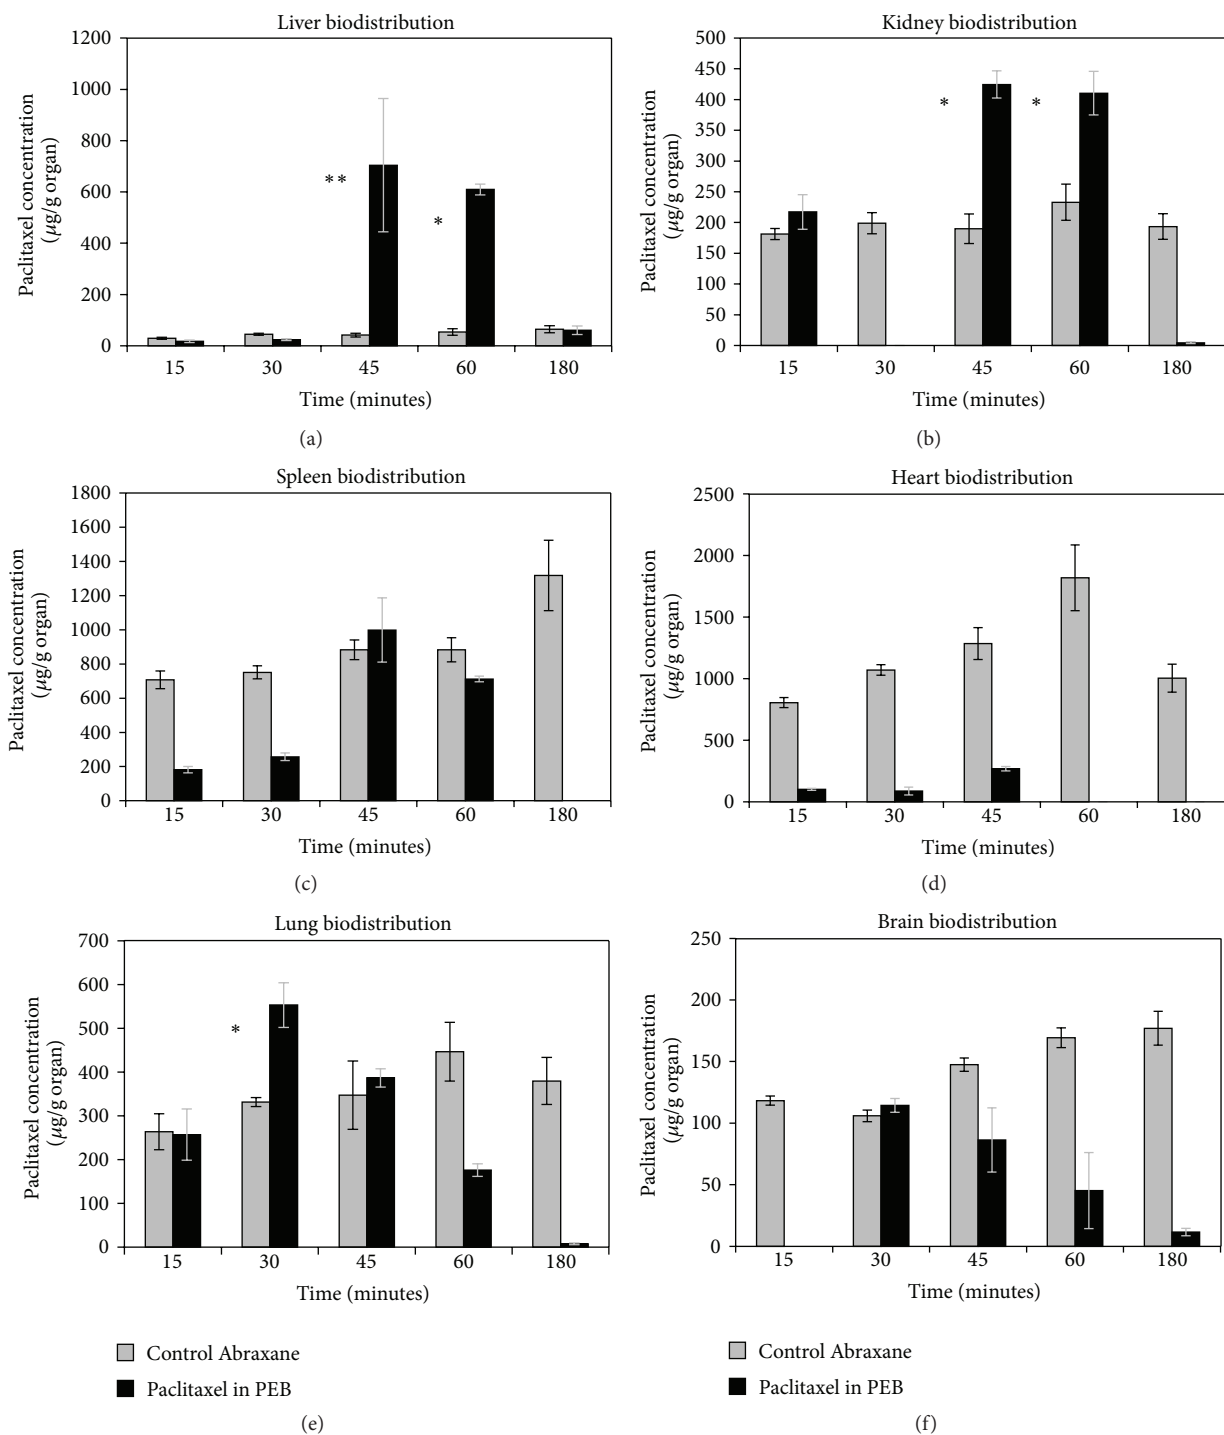 Liver biodistribution
1200
1000
800
600
400
200
0
**
*
15 30 45 60 180
Time (minutes)
Paclitaxel concentration
(μg/g organ)
(a)
Kidney biodistribution
500
450
400
350
300
250
200
150
100
50
0
* *
15 30 45 60 180
Time (minutes)
Paclitaxel concentration
(μg/g organ)
(b)
Spleen biodistribution
1800
1600
1400
1200
1000
800
600
400
200
0
15 30 45 60 180
Time (minutes)
Paclitaxel concentration
(μg/g organ)
(c)
Heart biodistribution
2500
2000
1500
1000
500
0
15 30 45 60 180
Time (minutes)
Paclitaxel concentration
(μg/g organ)
(d)
Lung biodistribution
700
600
500
400
300
200
100
0
*
15 30 45 60 180
Time (minutes)
Paclitaxel concentration
(μg/g organ)
Control Abraxane
Paclitaxel in PEB
(e)
Brain biodistribution
250
200
150
100
50
0
15 30 45 60 180
Time (minutes)
Paclitaxel concentration
(μg/g organ)
Control Abraxane
Paclitaxel in PEB
(f)